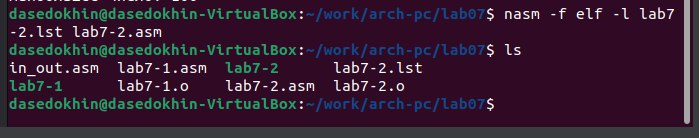 dasedokhin@dasedokhin-VirtualBox:~/work/arch-pc/lab07$ nasm -f elf -l lab7
-2.lst lab7-2.asm
dasedokhin@dasedokhin-VirtualBox:~/work/arch-pc/lab07$ ls
in_out.asm  lab7-1.asm  lab7-2      lab7-2.lst
lab7-1      lab7-1.o    lab7-2.asm  lab7-2.o
dasedokhin@dasedokhin-VirtualBox:~/work/arch-pc/lab07$